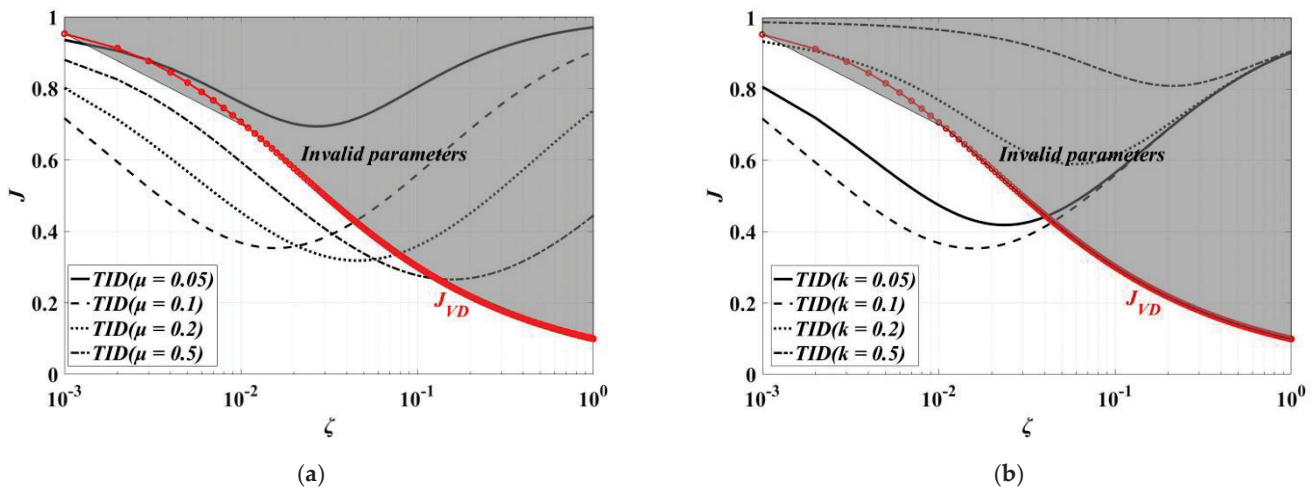 1
0.8
0.6
0.4
0.2
0
J
Invalid parameters
TID(μ = 0.05)
TID(μ = 0.1)
TID(μ = 0.2)
TID(μ = 0.5)
J_VD
10^-3
10^-2
10^-1
10^0
ζ
(a)
1
0.8
0.6
0.4
0.2
0
J
Invalid parameters
TID(k = 0.05)
TID(k = 0.1)
TID(k = 0.2)
TID(k = 0.5)
J_VD
10^-3
10^-2
10^-1
10^0
ζ
(b)